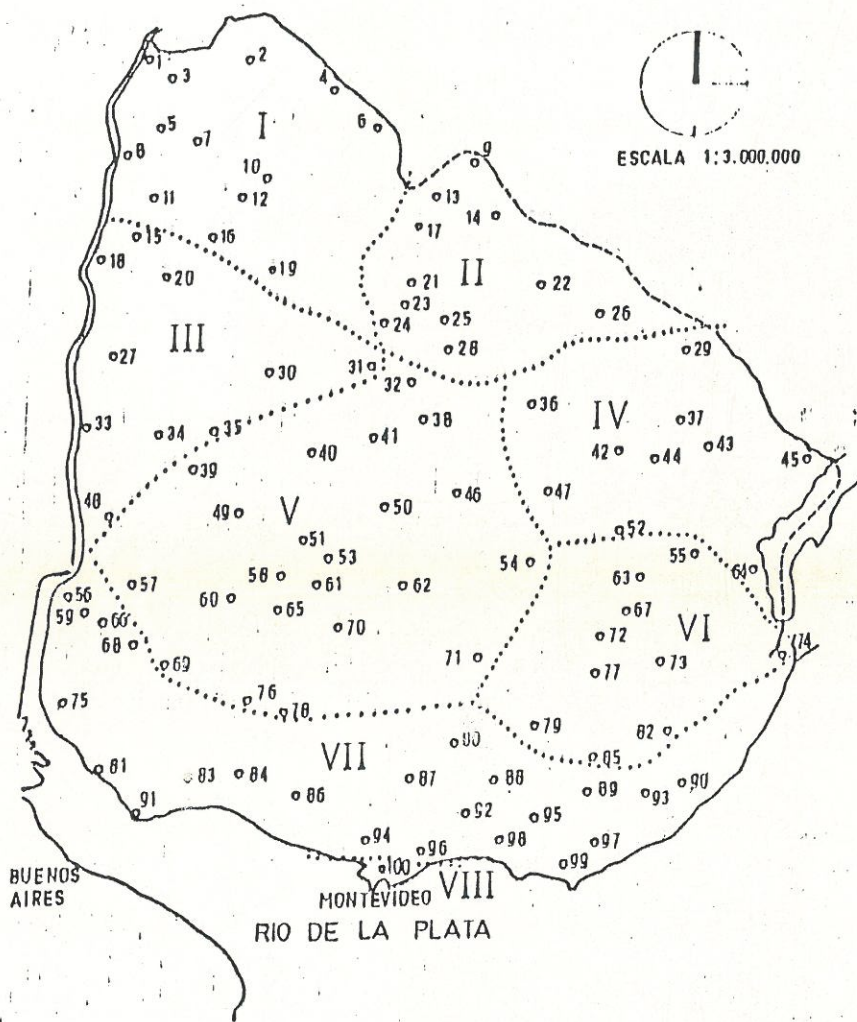 1 2
3 4
5 7 I 6
8 9
ESCALA 1:3.000.000
10
11 12 13
14
15 16 17
18 19
20 21 II 22
23
24 25 26
III
27 28 29
30 31
32
33 34 35 36 IV 37
38
39 40 41 42 44 43
45
46 47
48 49 V 50
51 52
53 54 55
56 57 58 61 62 63 64
59 60 65 67
66 68 70 72 VI
69 71 73 74
77
75 76 78 79 82
VII 80 85
81 83 84 87 88 89 90
86 93
91 92 95
94 96 98 97
99
100
BUENOS
AIRES
MONTEVIDEO VIII
RIO DE LA PLATA